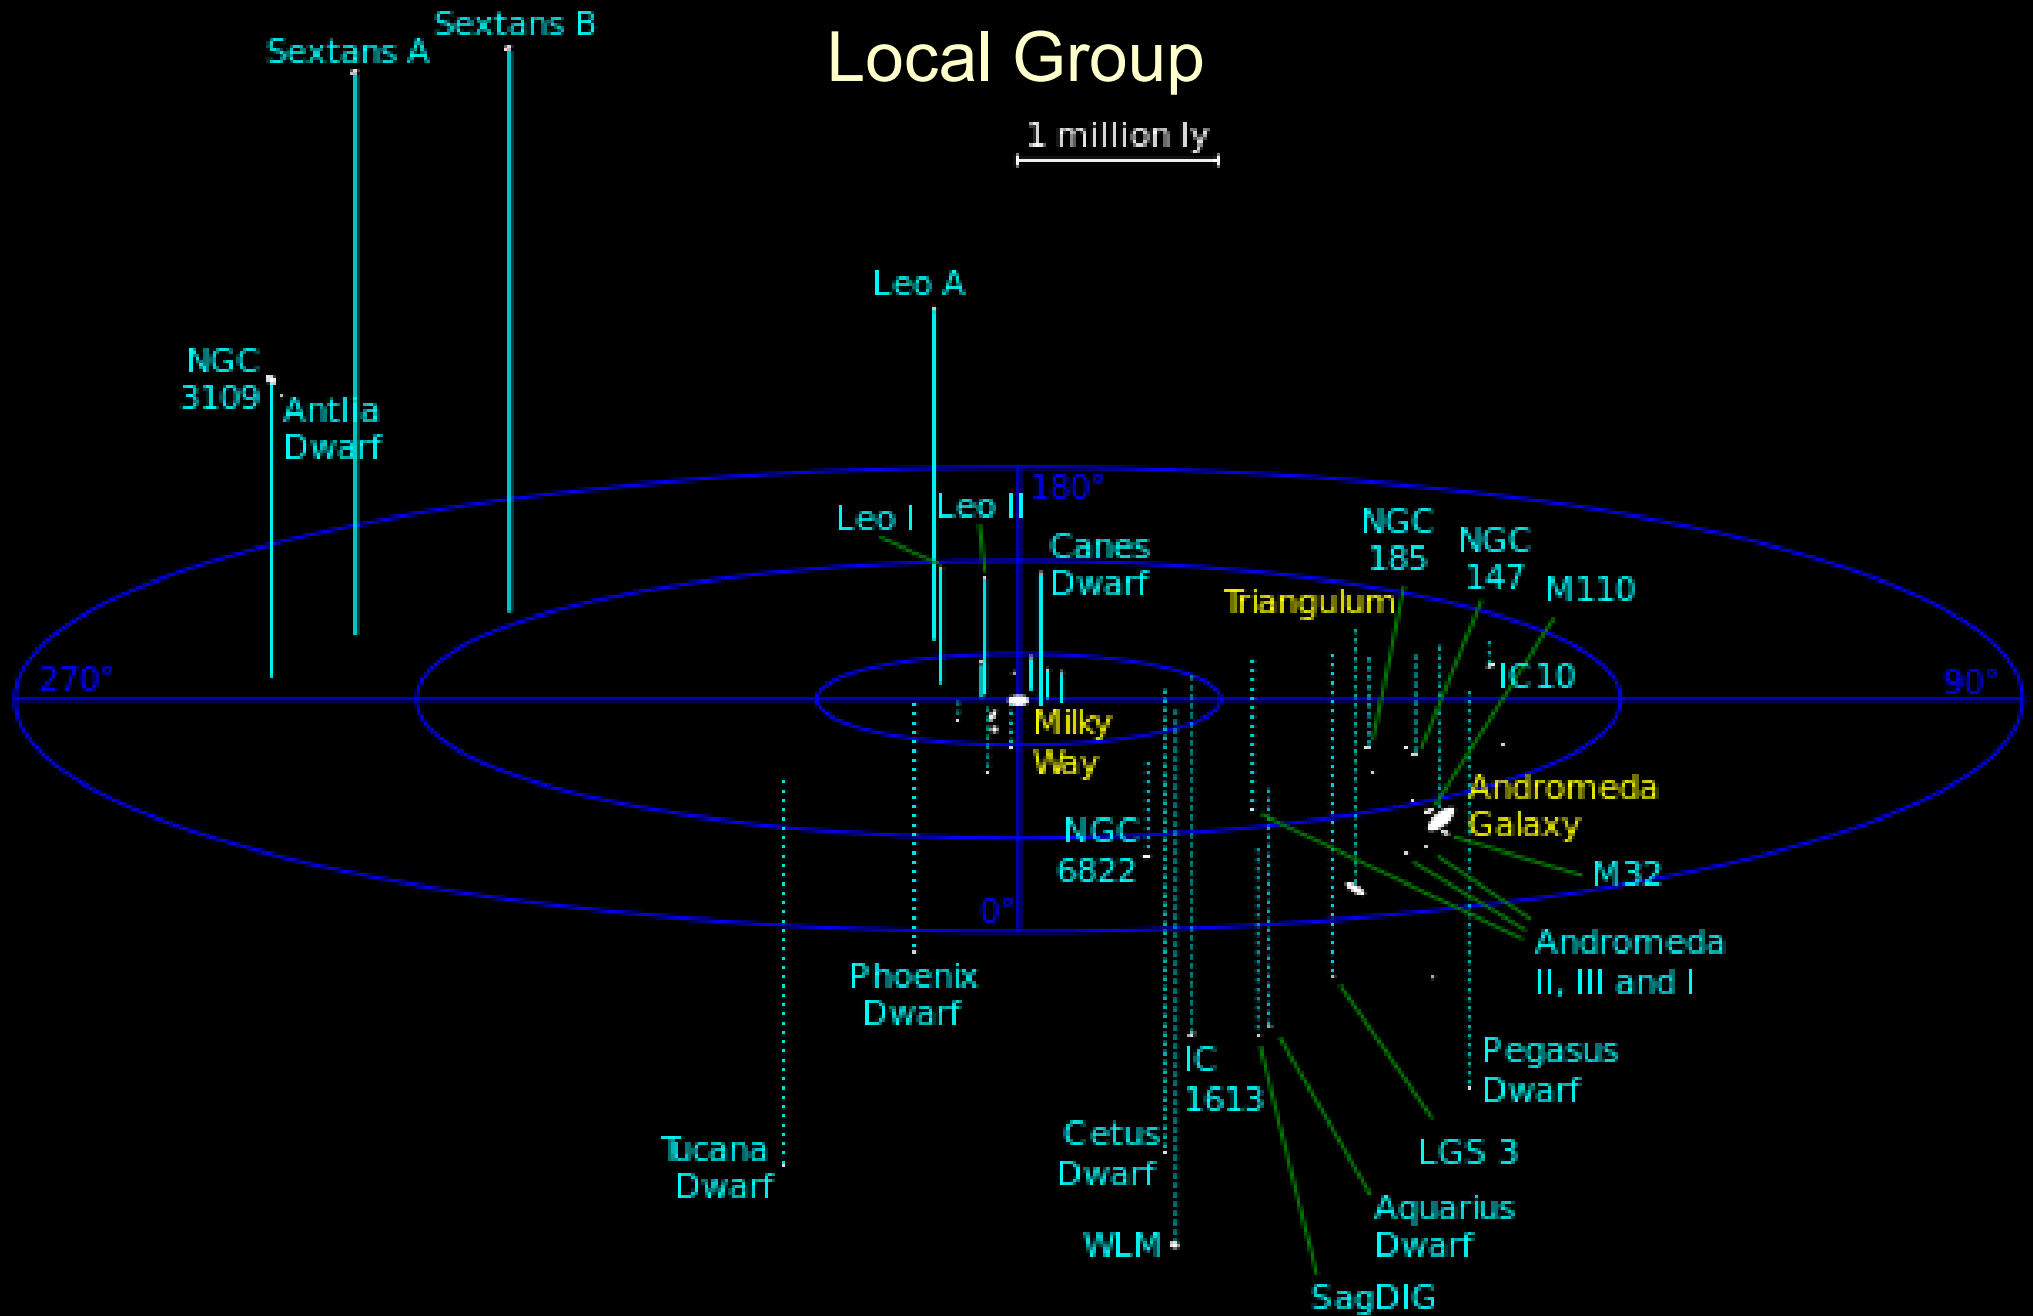 Sextans B
Sextans A
Local Group
1 million ly
Leo A
NGC
3109
Antlia
Dwarf
180°
Leo I
Leo II
Canes
Dwarf
NGC
185
NGC
147
M110
Triangulum
270°
IC 10
90°
Milky
Way
Andromeda
Galaxy
NGC
6822
M32
0°
Andromeda
II, III and I
Phoenix
Dwarf
IC
1613
Pegasus
Dwarf
Cetus
Dwarf
Tucana
Dwarf
LGS 3
Aquarius
Dwarf
WLM
SagDIG